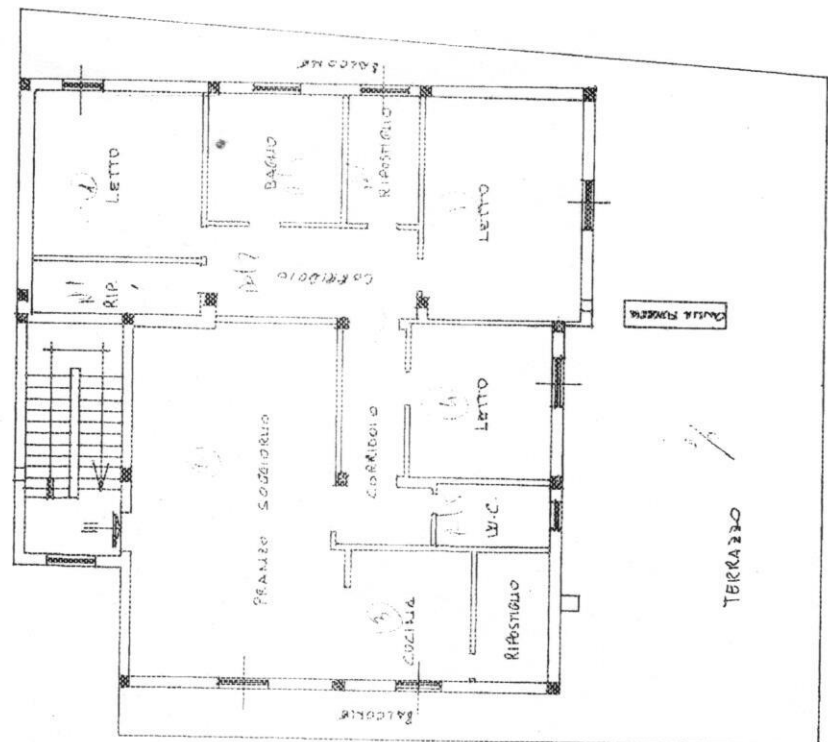 BALCONE
LETTO
BAGNO
RIPOSTIGLIO
LETTO
RIP.
CORRIDOIO
PRANZO SOGGIORNO
CORRIDOIO
LETTO
W.C.
CUCINA
RIPOSTIGLIO
TERRAZZO
BALCONE